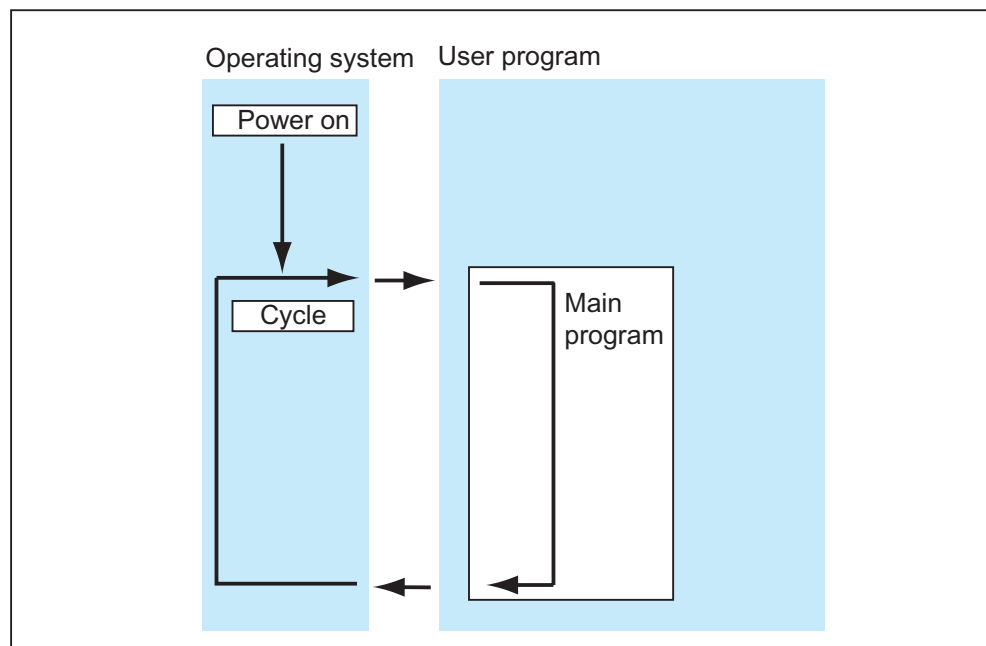 Operating system
User program
Power on
Cycle
Main
program